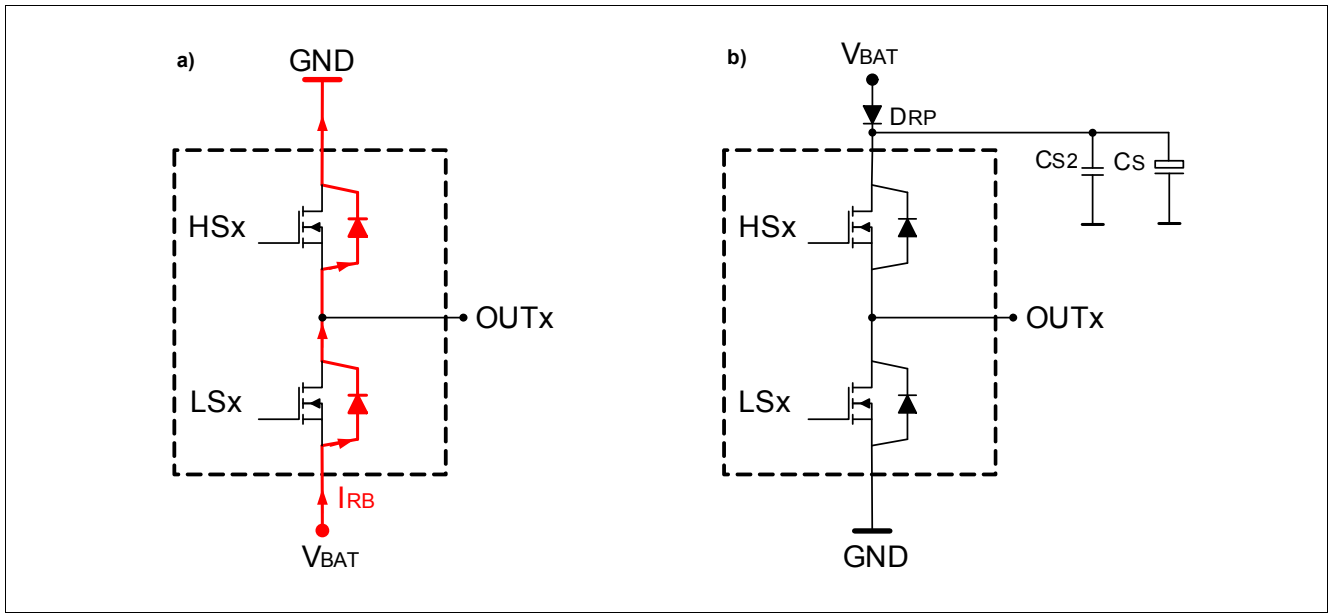 a)
GND
HSx
OUTx
LSx
IRB
VBAT
b)
VBAT
DRP
CS2
CS
HSx
OUTx
LSx
GND